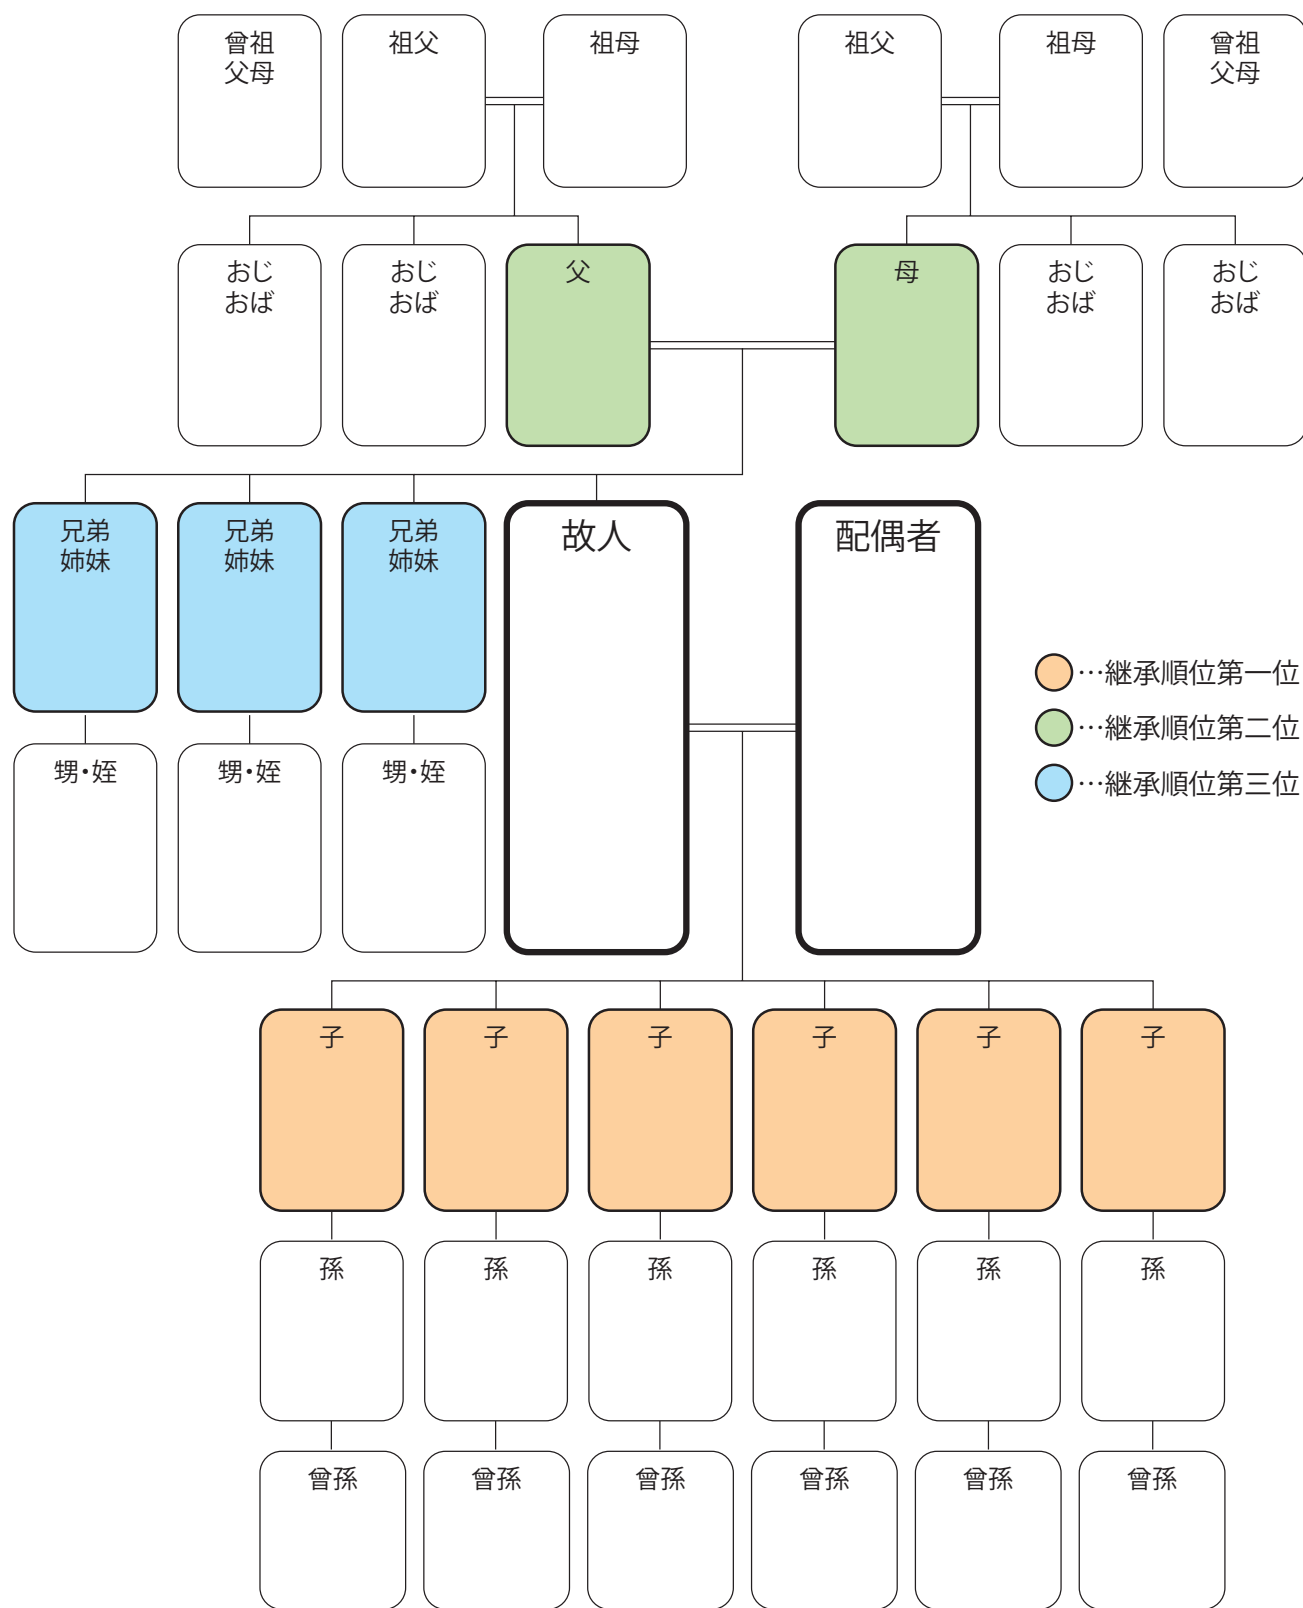 曾祖
父母
祖父
祖母
祖父
祖母
曾祖
父母
おじ
おば
おじ
おば
父
母
おじ
おば
おじ
おば
兄弟
姉妹
兄弟
姉妹
兄弟
姉妹
故人
配偶者
…継承順位第一位
…継承順位第二位
…継承順位第三位
甥・姪
甥・姪
甥・姪
子
子
子
子
子
子
孫
孫
孫
孫
孫
孫
曾孫
曾孫
曾孫
曾孫
曾孫
曾孫